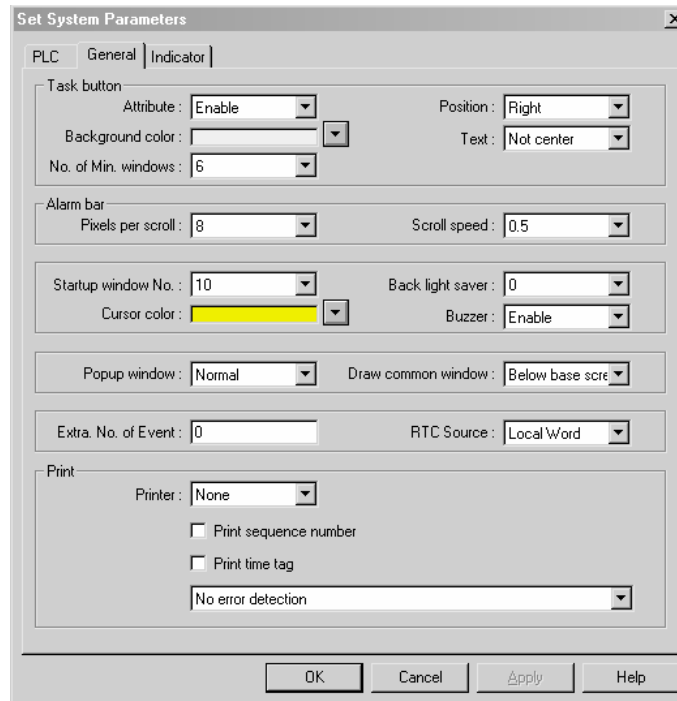 Set System Parameters
PLC General Indicator
Task button
Attribute : Enable Position : Right
Background color : Text : Not center
No. of Min. windows : 6
Alarm bar
Pixels per scroll : 8 Scroll speed : 0.5
Startup window No. : 10 Back light saver : 0
Cursor color : Buzzer : Enable
Popup window : Normal Draw common window : Below base scre
Extra. No. of Event : 0 RTC Source : Local Word
Print
Printer : None
Print sequence number
Print time tag
No error detection
OK Cancel Apply Help